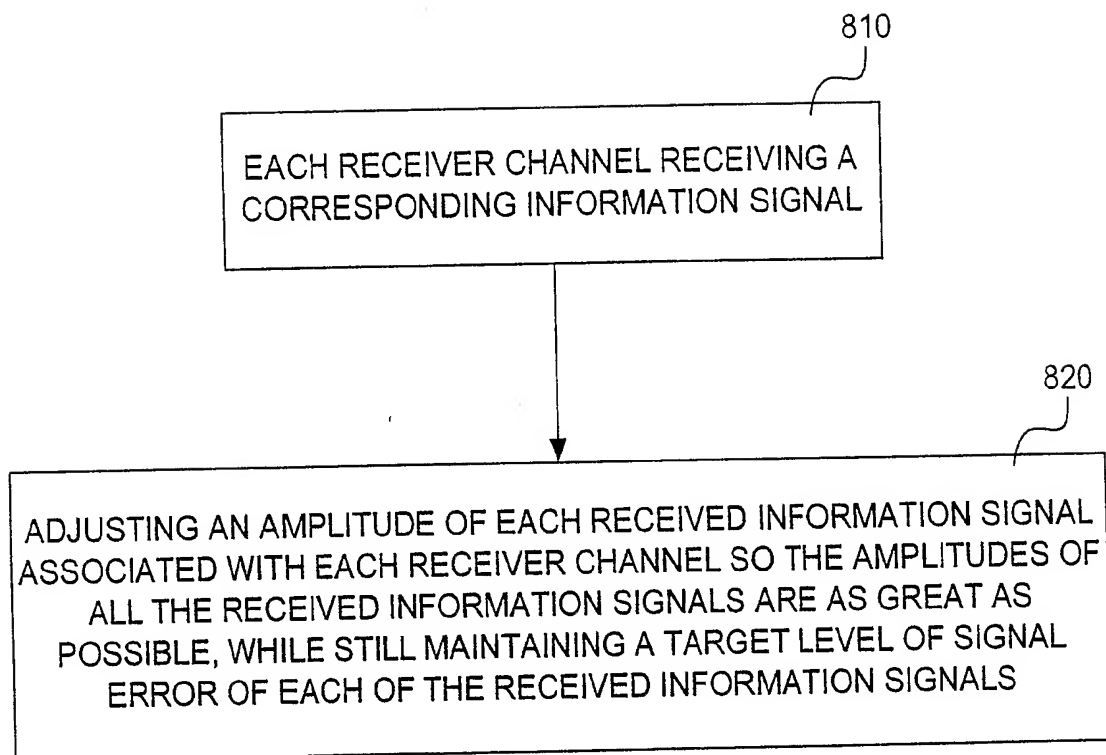 810
EACH RECEIVER CHANNEL RECEIVING A
CORRESPONDING INFORMATION SIGNAL
820
ADJUSTING AN AMPLITUDE OF EACH RECEIVED INFORMATION SIGNAL
ASSOCIATED WITH EACH RECEIVER CHANNEL SO THE AMPLITUDES OF
ALL THE RECEIVED INFORMATION SIGNALS ARE AS GREAT AS
POSSIBLE, WHILE STILL MAINTAINING A TARGET LEVEL OF SIGNAL
ERROR OF EACH OF THE RECEIVED INFORMATION SIGNALS